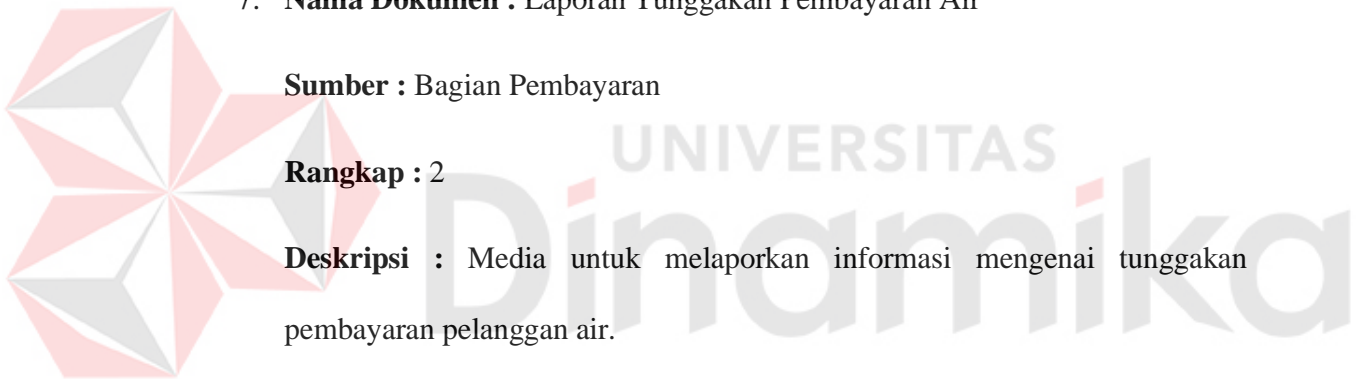 7. Nama Dokumen : Laporan Tunggakan Pembayaran Air
Sumber : Bagian Pembayaran
UNIVERSITAS
Rangkap : 2
Dinamika
Deskripsi : Media untuk melaporkan informasi mengenai tunggakan
pembayaran pelanggan air.